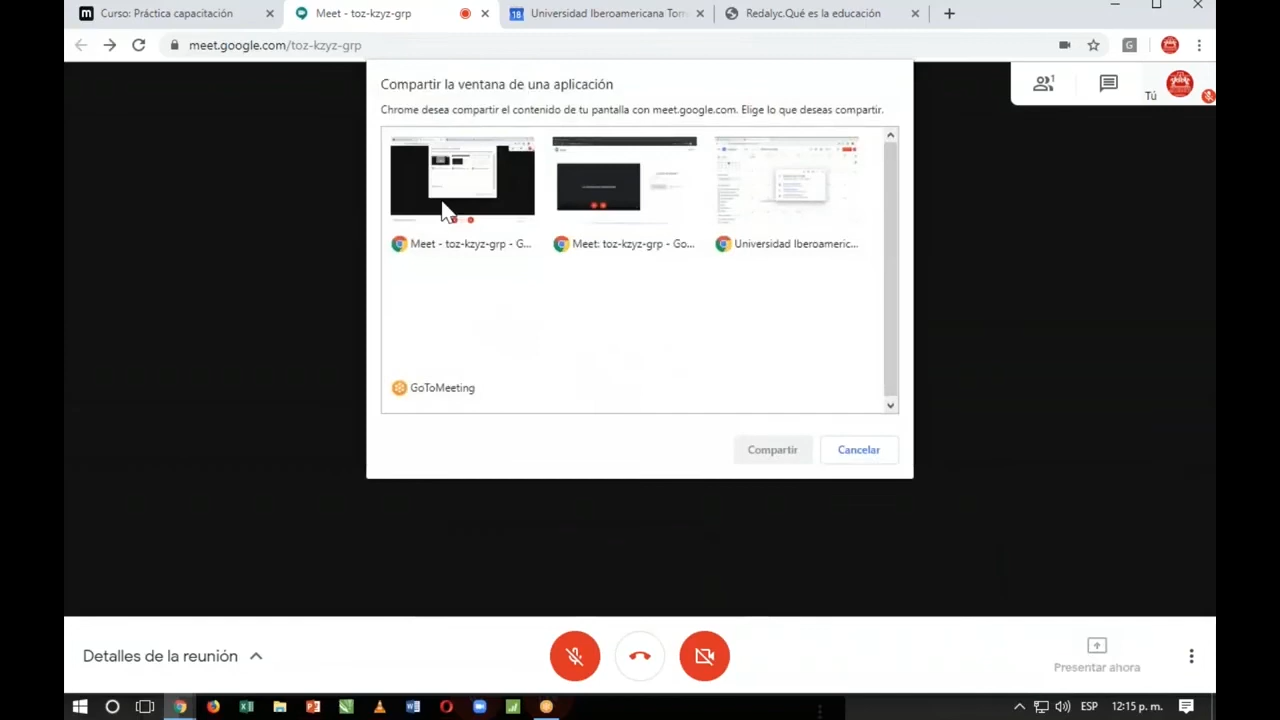 Curso: Práctica capacitación
Meet - toz-kzyz-grp
18
Universidad Iberoamericana Torr
Redalyc.Qué es la educación
meet.google.com/toz-kzyz-grp
G
Compartir la ventana de una aplicación
Chrome desea compartir el contenido de tu pantalla con meet.google.com. Elige lo que deseas compartir.
1
Tú
Meet - toz-kzyz-grp - G...
Meet: toz-kzyz-grp - Go...
Universidad Iberoameric...
GoToMeeting
Compartir
Cancelar
Detalles de la reunión
Presentar ahora
ESP
12:15 p. m.